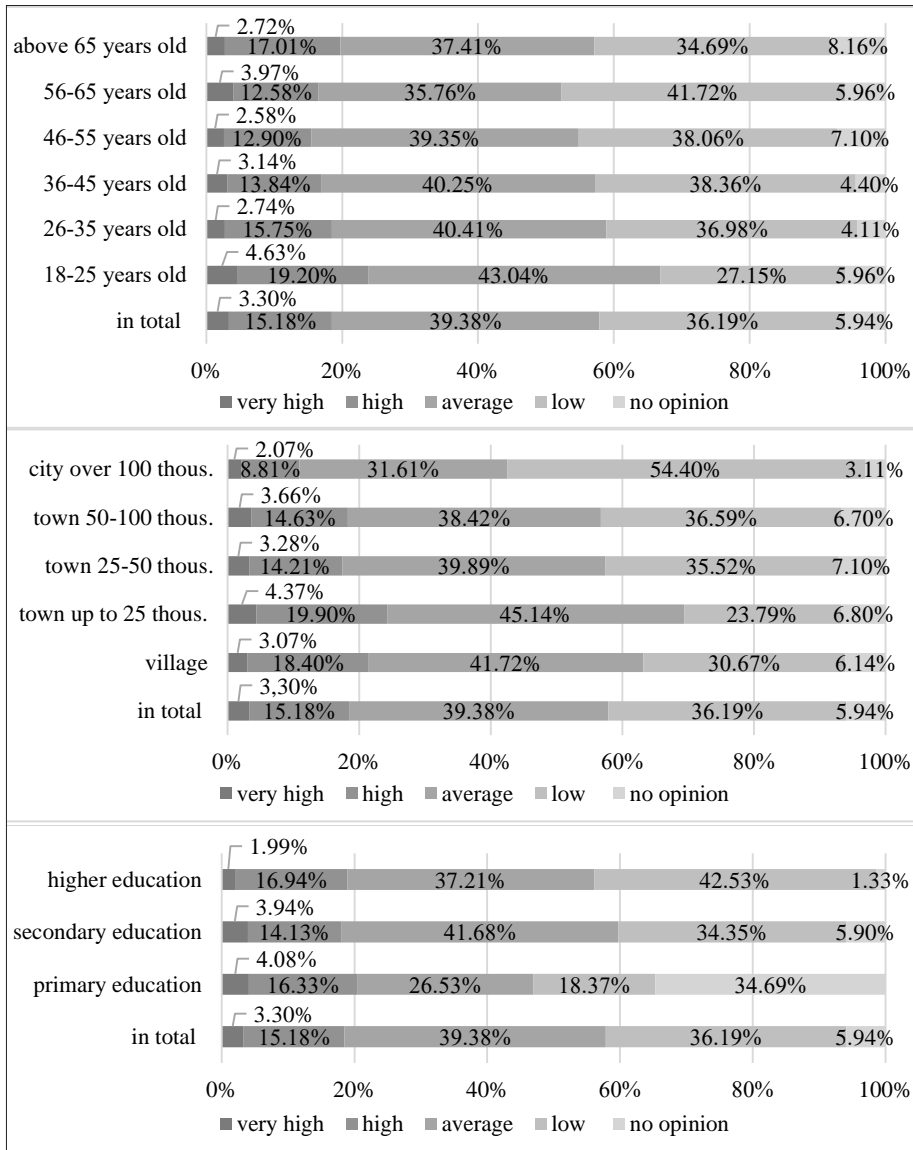 2.72%
above 65 years old 17.01% 37.41% 34.69% 8.16%
3.97%
56-65 years old 12.58% 35.76% 41.72% 5.96%
2.58%
46-55 years old 12.90% 39.35% 38.06% 7.10%
3.14%
36-45 years old 13.84% 40.25% 38.36% 4.40%
2.74%
26-35 years old 15.75% 40.41% 36.98% 4.11%
4.63%
18-25 years old 19.20% 43.04% 27.15% 5.96%
3.30%
in total 15.18% 39.38% 36.19% 5.94%
0% 20% 40% 60% 80% 100%
very high high average low no opinion
2.07%
city over 100 thous. 8.81% 31.61% 54.40% 3.11%
3.66%
town 50-100 thous. 14.63% 38.42% 36.59% 6.70%
3.28%
town 25-50 thous. 14.21% 39.89% 35.52% 7.10%
4.37%
town up to 25 thous. 19.90% 45.14% 23.79% 6.80%
3.07%
village 18.40% 41.72% 30.67% 6.14%
3,30%
in total 15.18% 39.38% 36.19% 5.94%
0% 20% 40% 60% 80% 100%
very high high average low no opinion
1.99%
higher education 16.94% 37.21% 42.53% 1.33%
3.94%
secondary education 14.13% 41.68% 34.35% 5.90%
4.08%
primary education 16.33% 26.53% 18.37% 34.69%
3.30%
in total 15.18% 39.38% 36.19% 5.94%
0% 20% 40% 60% 80% 100%
very high high average low no opinion